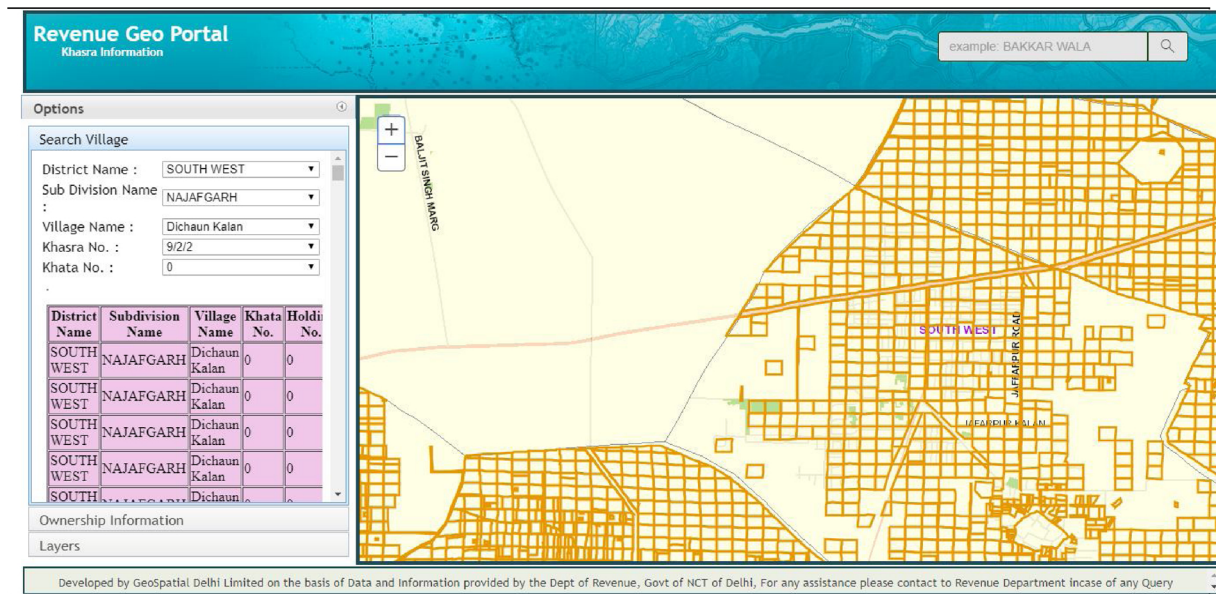 Revenue Geo Portal
Khasra Information
example: BAKKAR WALA
Options
Search Village
District Name : SOUTH WEST
Sub Division Name : NAJAFGARH
Village Name : Dichaun Kalan
Khasra No. : 9/2/2
Khata No. : 0
.
District Name Subdivision Name Village Name Khata No. Holdi No.
SOUTH WEST NAJAFGARH Dichaun Kalan 0 0
SOUTH WEST NAJAFGARH Dichaun Kalan 0 0
SOUTH WEST NAJAFGARH Dichaun Kalan 0 0
SOUTH WEST NAJAFGARH Dichaun Kalan 0 0
SOUTH NAJAFGARH Dichaun 0 0
Ownership Information
Layers
+
−
BALJIT SINGH MARG
SOUTH WEST
JAFFARPUR ROAD
JAFARPUR KALAN
Developed by GeoSpatial Delhi Limited on the basis of Data and Information provided by the Dept of Revenue, Govt of NCT of Delhi, For any assistance please contact to Revenue Department incase of any Query